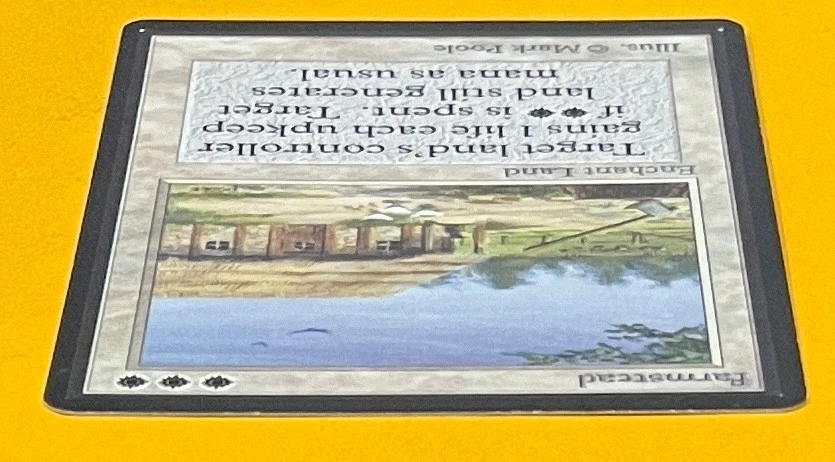 Farmstead
Enchant Land
Target land's controller
gains 1 life each upkeep
if is spent. Target
land still generates
mana as usual.
Illus. © Mark Poole